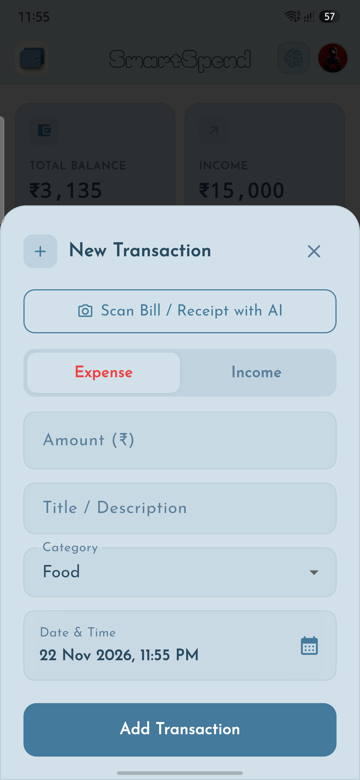 11:55
57
SmartSpend
TOTAL BALANCE
INCOME
₹3,135
₹15,000
New Transaction
Scan Bill / Receipt with AI
Expense
Income
Amount (₹)
Title / Description
Category
Food
Date & Time
22 Nov 2026, 11:55 PM
Add Transaction